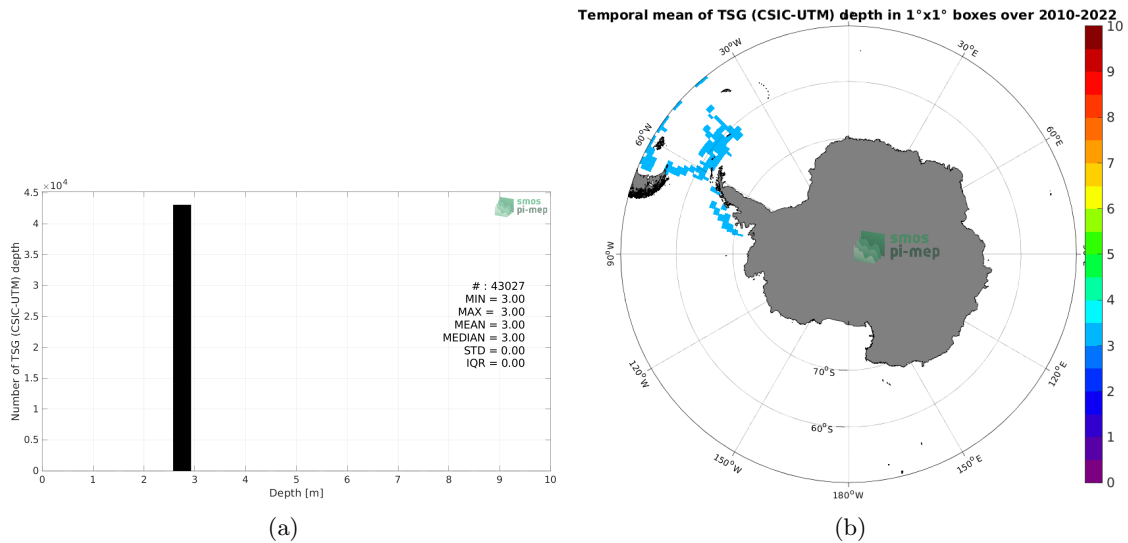 Temporal mean of TSG (CSIC-UTM) depth in 1°x1° boxes over 2010-2022
×10⁴
4.5
4
3.5
3
2.5
2
1.5
1
0.5
0
Number of TSG (CSIC-UTM) depth
smos
pi-mep
# : 43027
MIN = 3.00
MAX = 3.00
MEAN = 3.00
MEDIAN = 3.00
STD = 0.00
IQR = 0.00
0 1 2 3 4 5 6 7 8 9 10
Depth [m]
(a)
30°W
30°E
60°W
60°E
90°W
smos
pi-mep
120°W
70°S
120°E
60°S
150°W
150°E
180°W
10
9
8
7
6
5
4
3
2
1
0
(b)